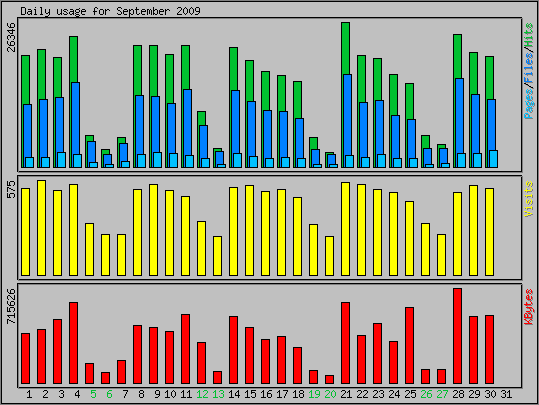 Daily usage for September 2009
26346
Pages/Files/Hits
575
Visits
715626
KBytes
1 2 3 4 5 6 7 8 9 10 11 12 13 14 15 16 17 18 19 20 21 22 23 24 25 26 27 28 29 30 31